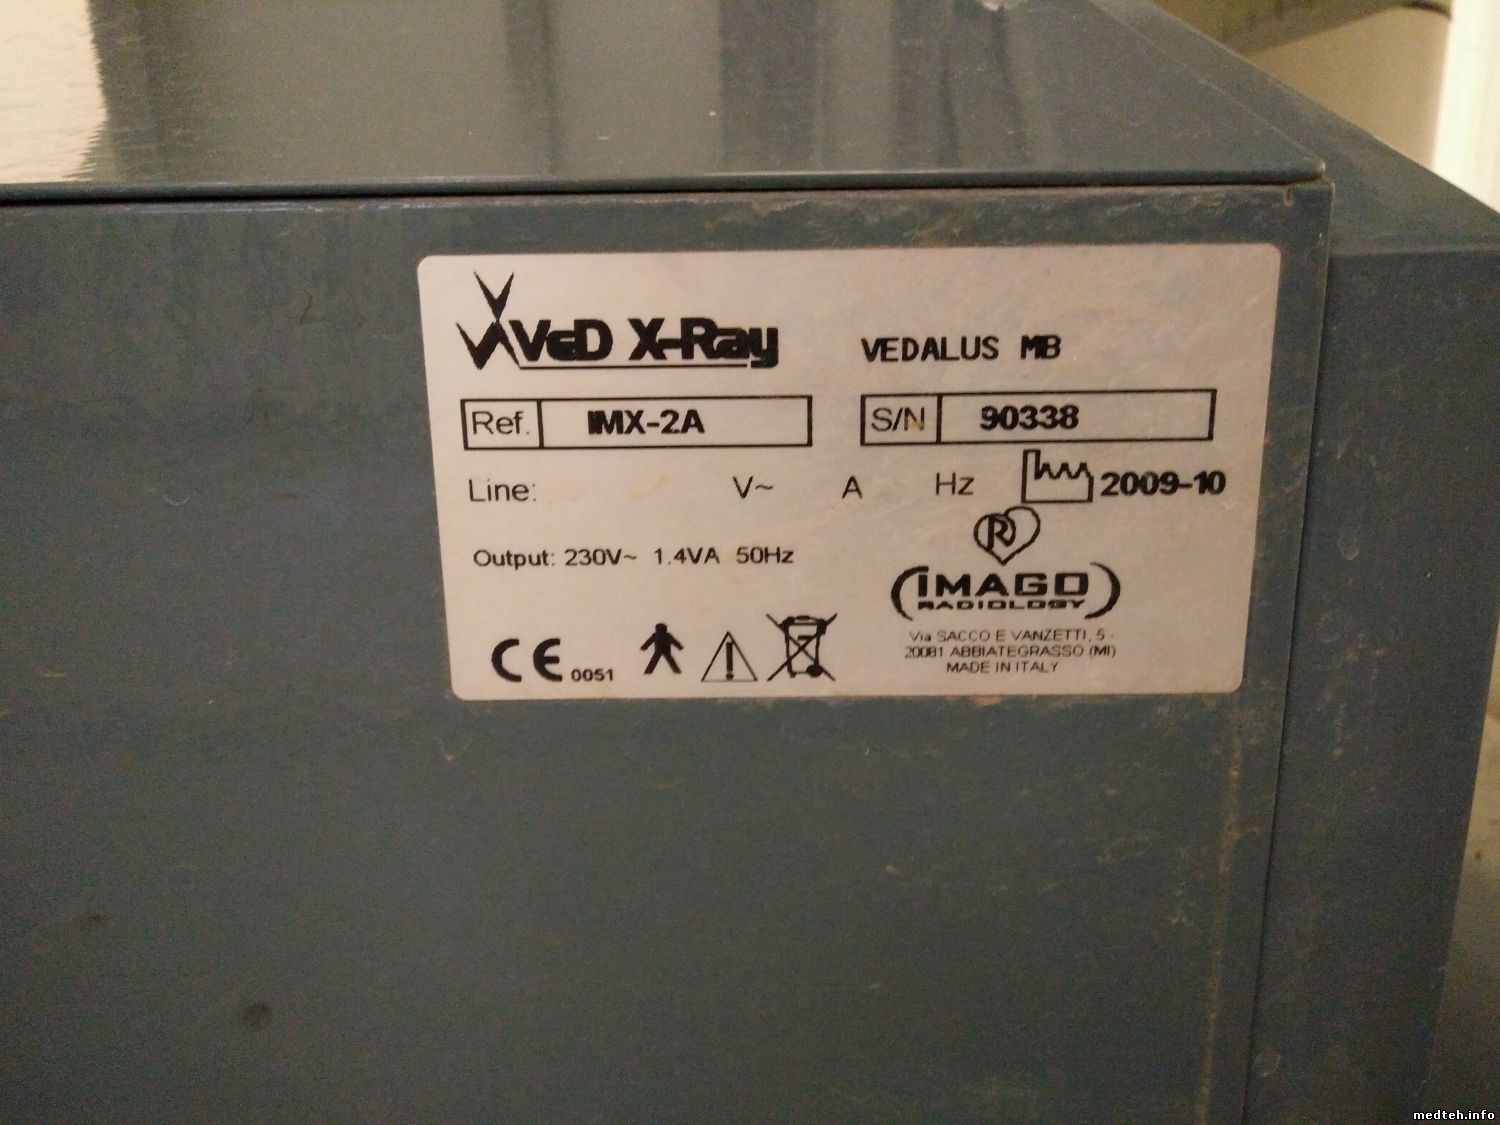 VeD X-Ray
VEDALUS MB
Ref. IMX-2A
S/N 90338
Line: V~ A Hz
2009-10
Output: 230V~ 1.4VA 50Hz
R
IMAGO
RADIOLOGY
Via SACCO E VANZETTI, 5 -
20081 ABBIATEGRASSO (MI)
MADE IN ITALY
CE 0051
medteh.info